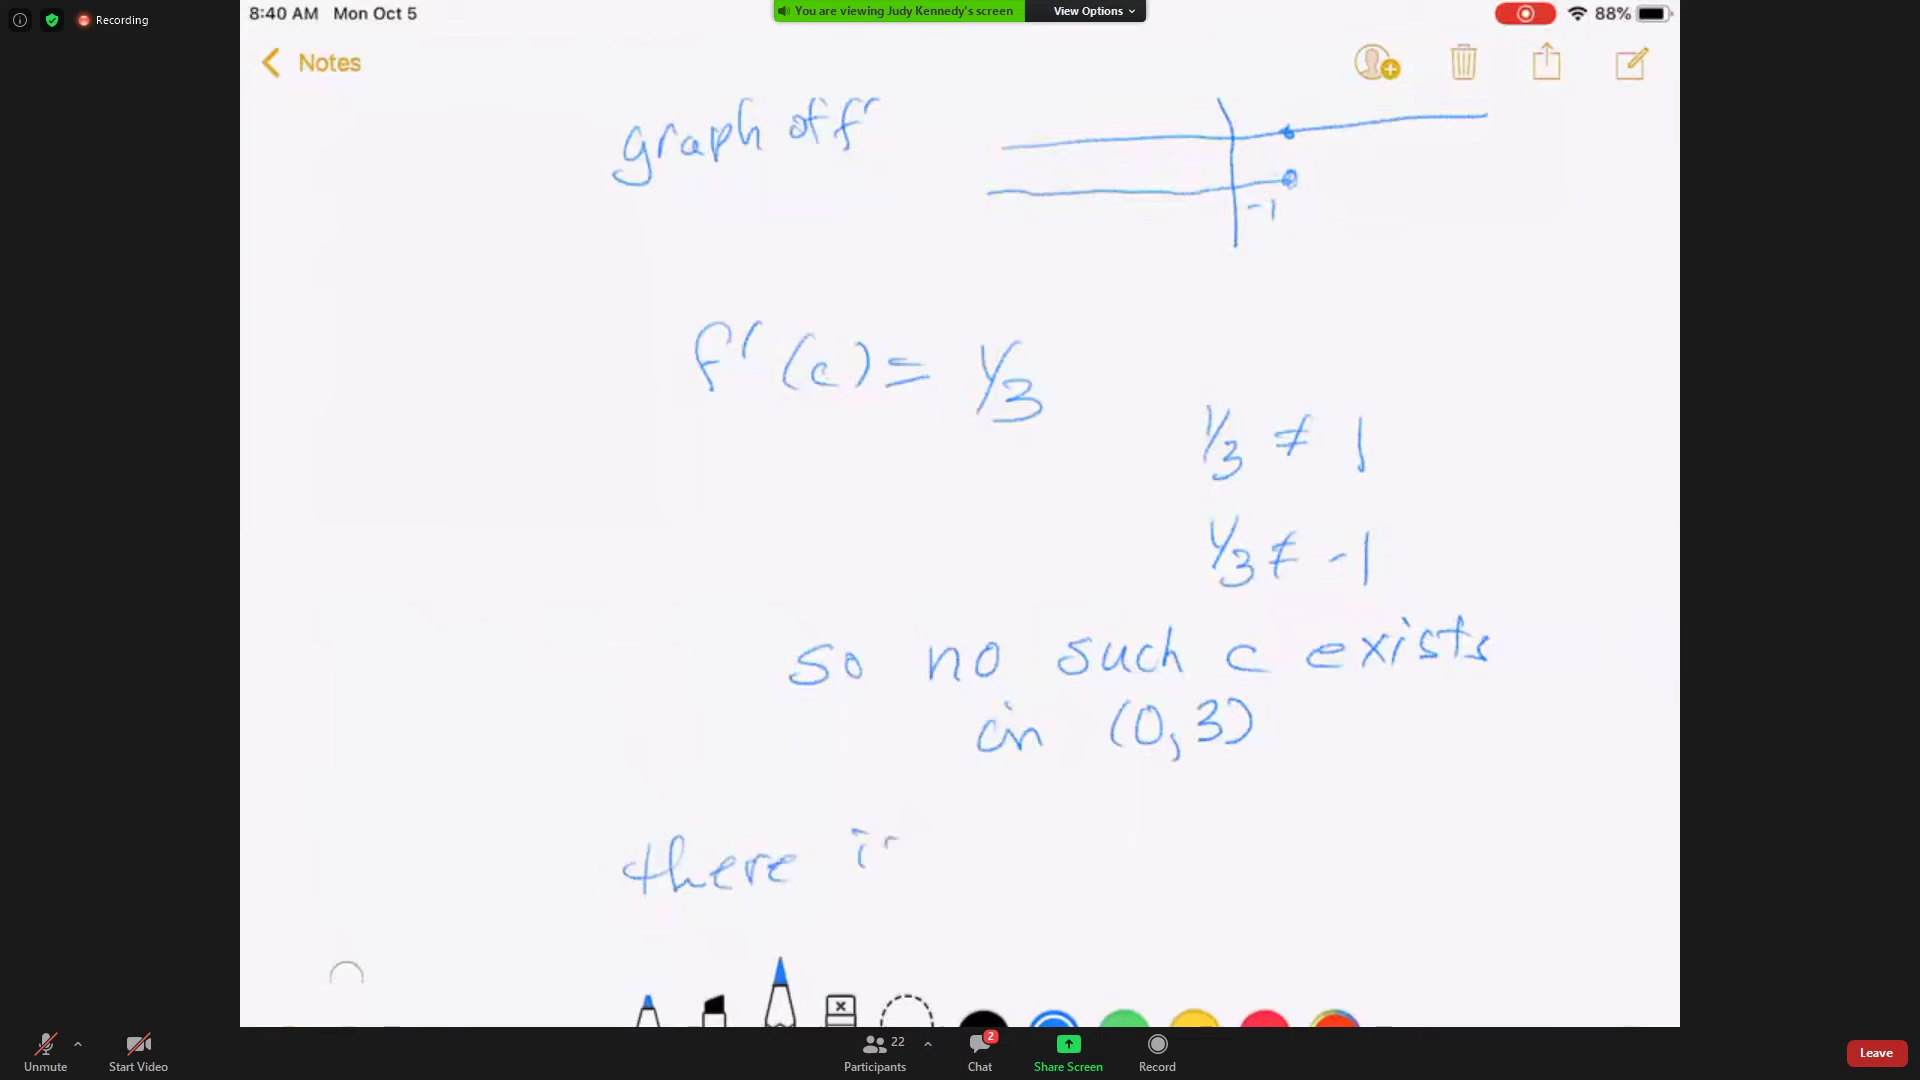 Recording
8:40 AM Mon Oct 5
You are viewing Judy Kennedy's screen
View Options
88%
Notes
graph of f'
-1
f'(c) = 1/3
1/3 ≠ 1
1/3 ≠ -1
so no such c exists
in (0,3)
there
Unmute
Start Video
22
Participants
2
Chat
Share Screen
Record
Leave